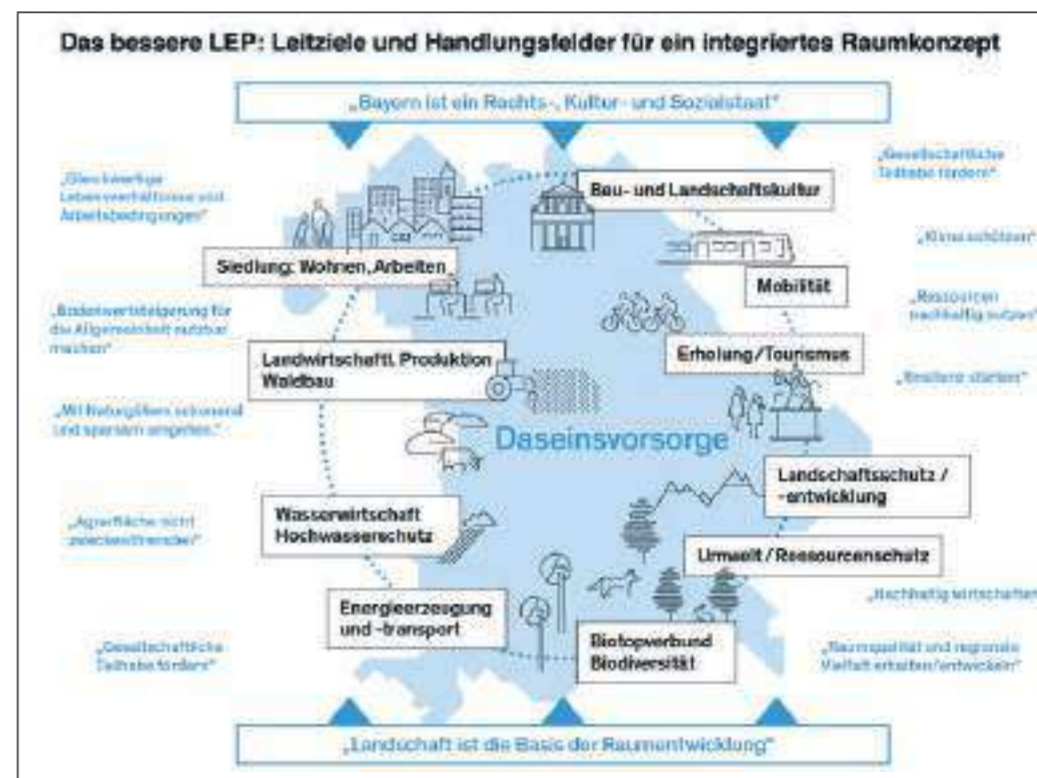 Das bessere LEP: Leitziele und Handlungsfelder für ein integriertes Raumkonzept
„Bayern ist ein Rechts-, Kultur- und Sozialstaat“
„Gesellschaftliche
Teilhabe fördern“
„Gleichwertige
Lebensverhältnisse und
Arbeitsbedingungen“
Bau- und Landschaftskultur
„Klima schützen“
Siedlung: Wohnen, Arbeiten
Mobilität
„Bodenwertsteigerung für
die Allgemeinheit nutzbar
machen“
„Ressourcen
nachhaltig nutzen“
Landwirtschaftl. Produktion
Waldbau
Erholung/Tourismus
„Resilienz stärken“
„Mit Naturgütern schonend
und sparsam umgehen.“
Daseinsvorsorge
Landschaftsschutz /
-entwicklung
Wasserwirtschaft
Hochwasserschutz
„Agrarfläche nicht
zweckentfremden“
Umwelt / Ressourcenschutz
„Nachhaltig wirtschaften“
Energieerzeugung
und -transport
Biotopverbund
Biodiversität
„Gesellschaftliche
Teilhabe fördern“
„Raumqualität und regionale
Vielfalt erhalten/entwickeln“
„Landschaft ist die Basis der Raumentwicklung“